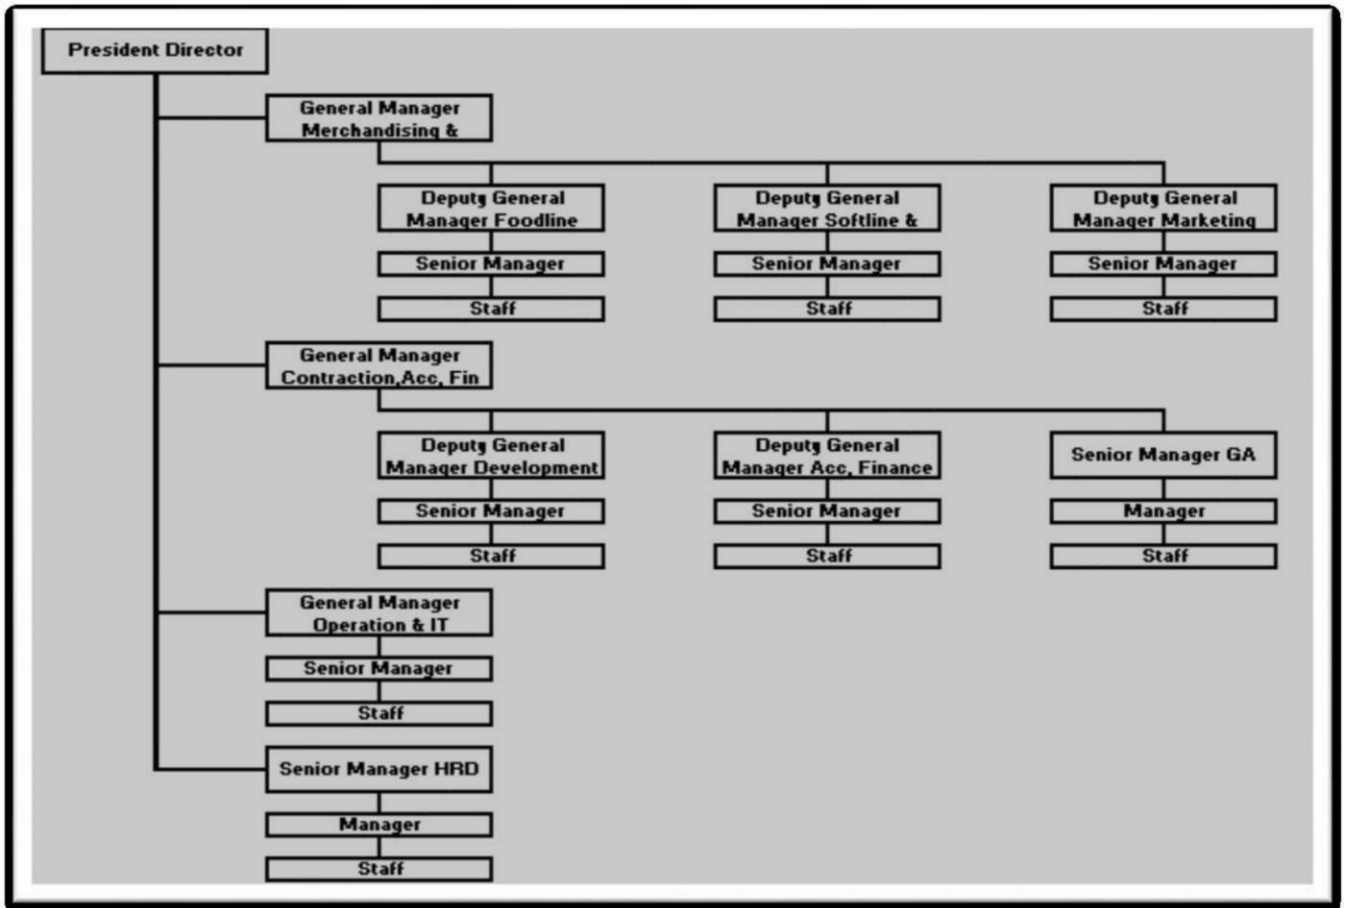 President Director
General Manager
Merchandising &
Deputy General
Manager Foodline
Deputy General
Manager Softline &
Deputy General
Manager Marketing
Senior Manager
Senior Manager
Senior Manager
Staff
Staff
Staff
General Manager
Contraction,Acc, Fin
Deputy General
Manager Development
Deputy General
Manager Acc, Finance
Senior Manager GA
Senior Manager
Senior Manager
Manager
Staff
Staff
Staff
General Manager
Operation & IT
Senior Manager
Staff
Senior Manager HRD
Manager
Staff